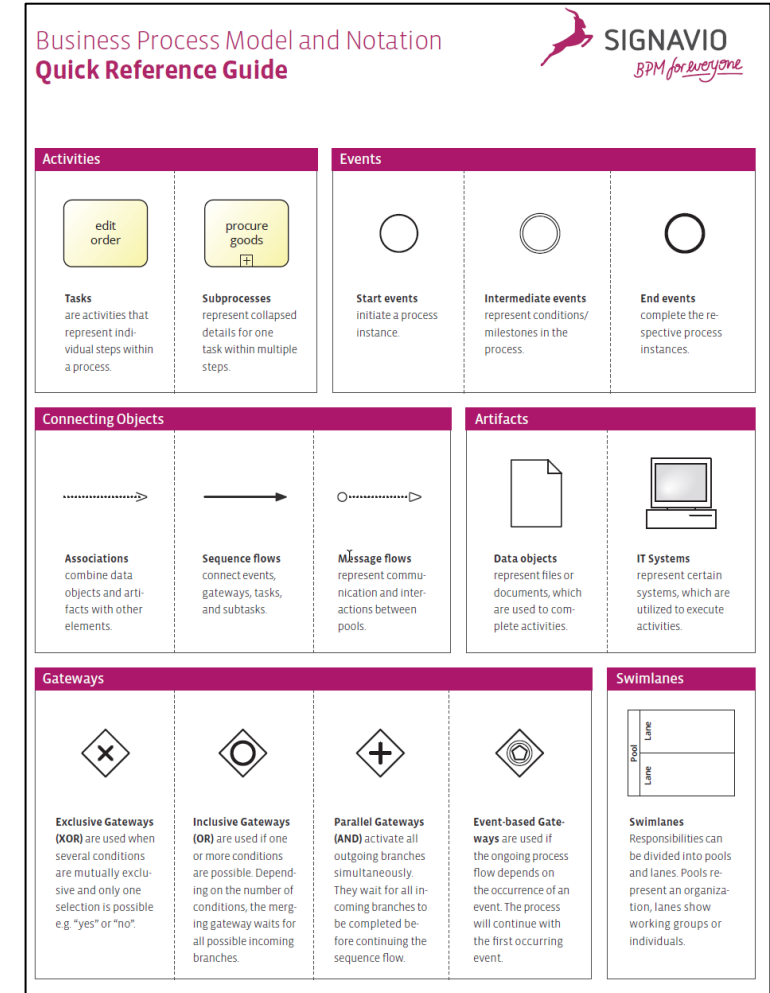 Business Process Model and Notation
Quick Reference Guide
SIGNAVIO
BPM for everyone
Activities
edit
order
procure
goods
Tasks
are activities that
represent indi-
vidual steps within
a process.
Subprocesses
represent collapsed
details for one
task within multiple
steps.
Events
Start events
initiate a process
instance.
Intermediate events
represent conditions/
milestones in the
process.
End events
complete the re-
spective process
instances.
Connecting Objects
Associations
combine data
objects and arti-
facts with other
elements.
Sequence flows
connect events,
gateways, tasks,
and subtasks.
Message flows
represent commu-
nication and inter-
actions between
pools.
Artifacts
Data objects
represent files or
documents, which
are used to com-
plete activities.
IT Systems
represent certain
systems, which are
utilized to execute
activities.
Gateways
Exclusive Gateways
(XOR) are used when
several conditions
are mutually exclu-
sive and only one
selection is possible
e.g. “yes” or “no”.
Inclusive Gateways
(OR) are used if one
or more conditions
are possible. Depend-
ing on the number of
conditions, the merg-
ing gateway waits for
all possible incoming
branches.
Parallel Gateways
(AND) activate all
outgoing branches
simultaneously.
They wait for all in-
coming branches to
be completed be-
fore continuing the
sequence flow.
Event-based Gate-
ways are used if
the ongoing process
flow depends on
the occurrence of an
event. The process
will continue with
the first occurring
event.
Swimlanes
Pool
Lane
Lane
Swimlanes
Responsibilities can
be divided into pools
and lanes. Pools re-
present an organiza-
tion, lanes show
working groups or
individuals.